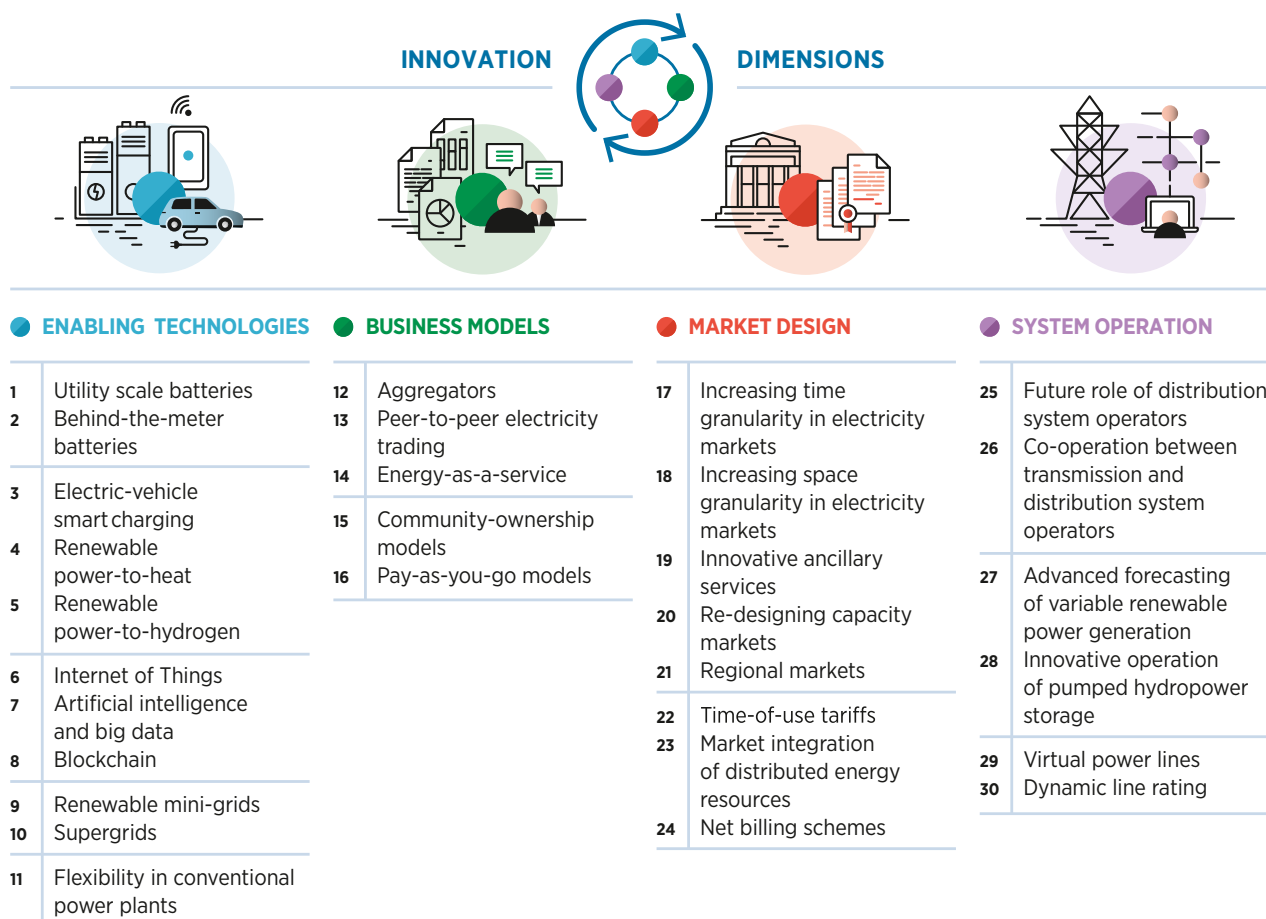 INNOVATION DIMENSIONS
ENABLING TECHNOLOGIES
1 Utility scale batteries
2 Behind-the-meter
batteries
3 Electric-vehicle
smart charging
4 Renewable
power-to-heat
5 Renewable
power-to-hydrogen
6 Internet of Things
7 Artificial intelligence
and big data
8 Blockchain
9 Renewable mini-grids
10 Supergrids
11 Flexibility in conventional
power plants
BUSINESS MODELS
12 Aggregators
13 Peer-to-peer electricity
trading
14 Energy-as-a-service
15 Community-ownership
models
16 Pay-as-you-go models
MARKET DESIGN
17 Increasing time
granularity in electricity
markets
18 Increasing space
granularity in electricity
markets
19 Innovative ancillary
services
20 Re-designing capacity
markets
21 Regional markets
22 Time-of-use tariffs
23 Market integration
of distributed energy
resources
24 Net billing schemes
SYSTEM OPERATION
25 Future role of distribution
system operators
26 Co-operation between
transmission and
distribution system
operators
27 Advanced forecasting
of variable renewable
power generation
28 Innovative operation
of pumped hydropower
storage
29 Virtual power lines
30 Dynamic line rating